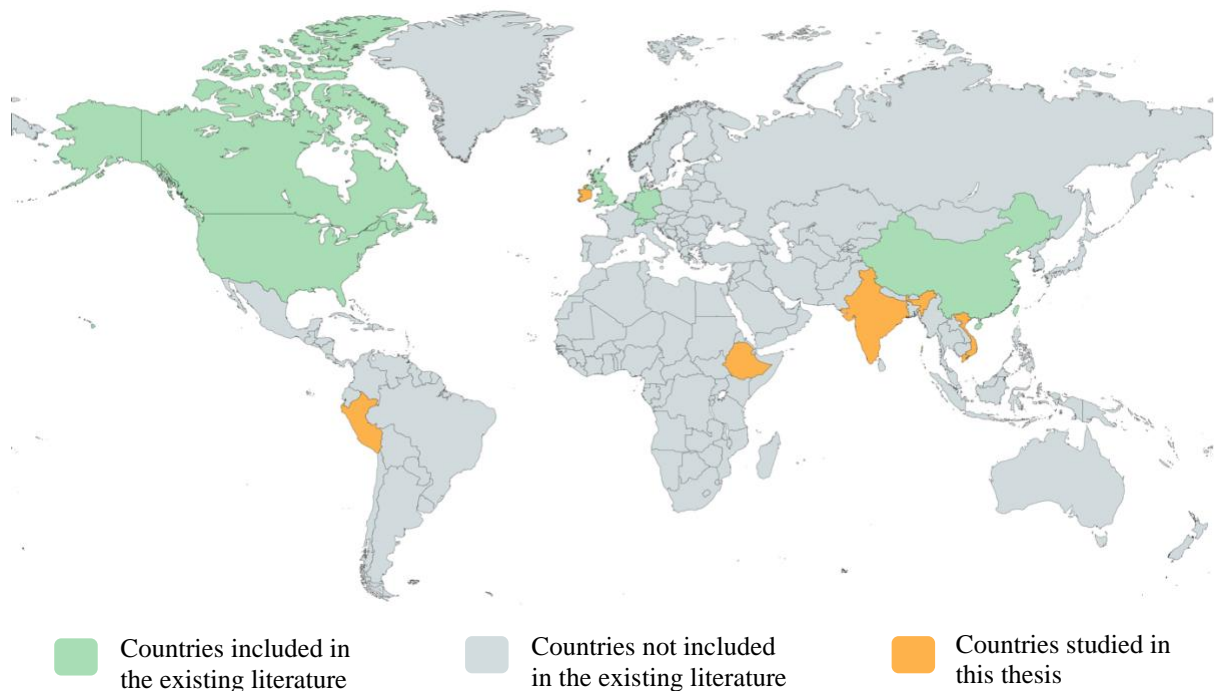 Countries included in
the existing literature
Countries not included
in the existing literature
Countries studied in
this thesis